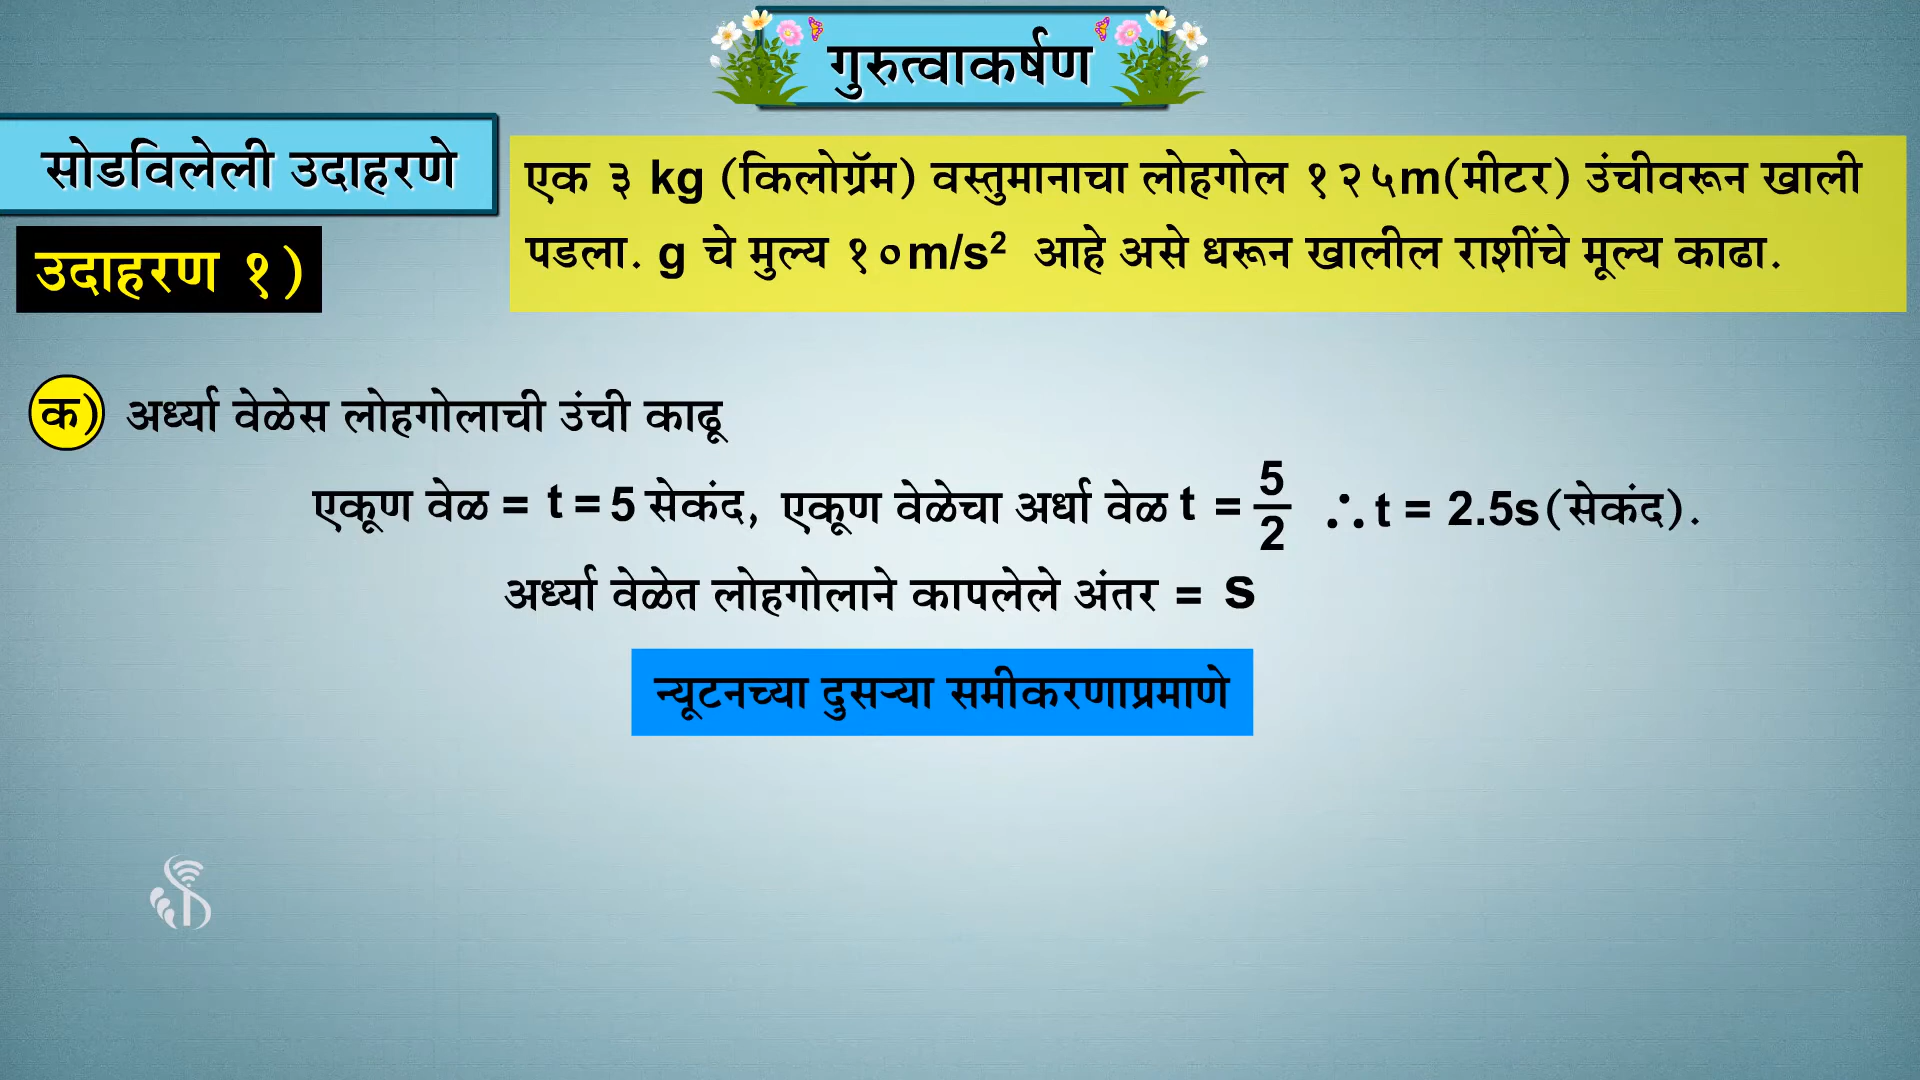 गुरुत्वाकर्षण
सोडविलेली उदाहरणे
उदाहरण १)
एक ३ kg (किलोग्रॅम) वस्तुमानाचा लोहगोल १२५m(मीटर) उंचीवरून खाली
पडला. g चे मुल्य १०m/s² आहे असे धरून खालील राशींचे मूल्य काढा.
क) अर्ध्या वेळेस लोहगोलाची उंची काढू
एकूण वेळ = t = 5 सेकंद, एकूण वेळेचा अर्धा वेळ t = 5/2 ∴ t = 2.5s(सेकंद).
अर्ध्या वेळेत लोहगोलाने कापलेले अंतर = s
न्यूटनच्या दुसऱ्या समीकरणाप्रमाणे